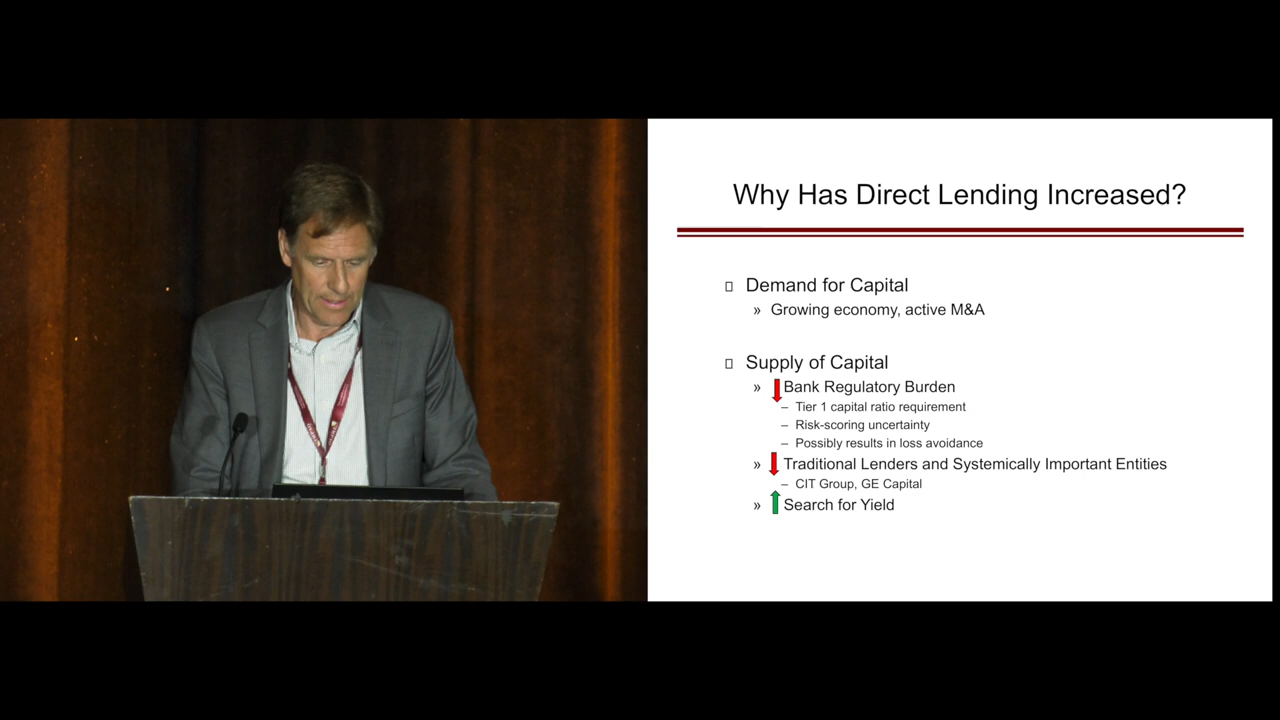 Why Has Direct Lending Increased?
Demand for Capital
» Growing economy, active M&A
Supply of Capital
» Bank Regulatory Burden
– Tier 1 capital ratio requirement
– Risk-scoring uncertainty
– Possibly results in loss avoidance
» Traditional Lenders and Systemically Important Entities
– CIT Group, GE Capital
» Search for Yield